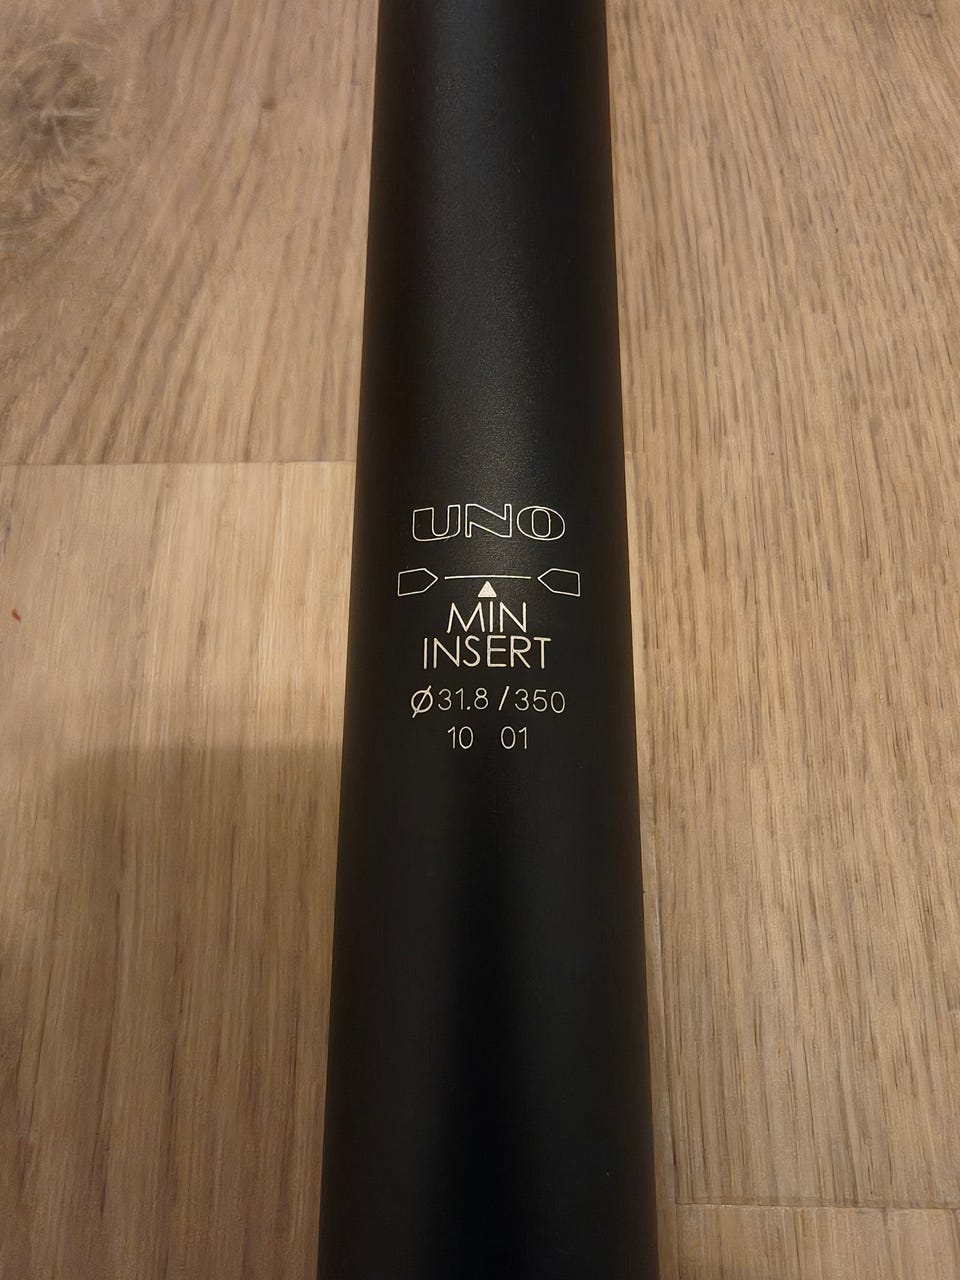 UNO
MIN
INSERT
Ø31.8/350
10 01